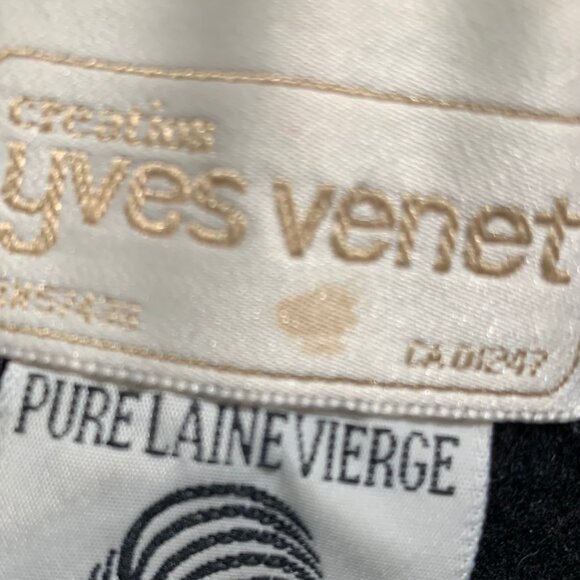 creation
yves venet
CA 01247
PURE LAINE VIERGE